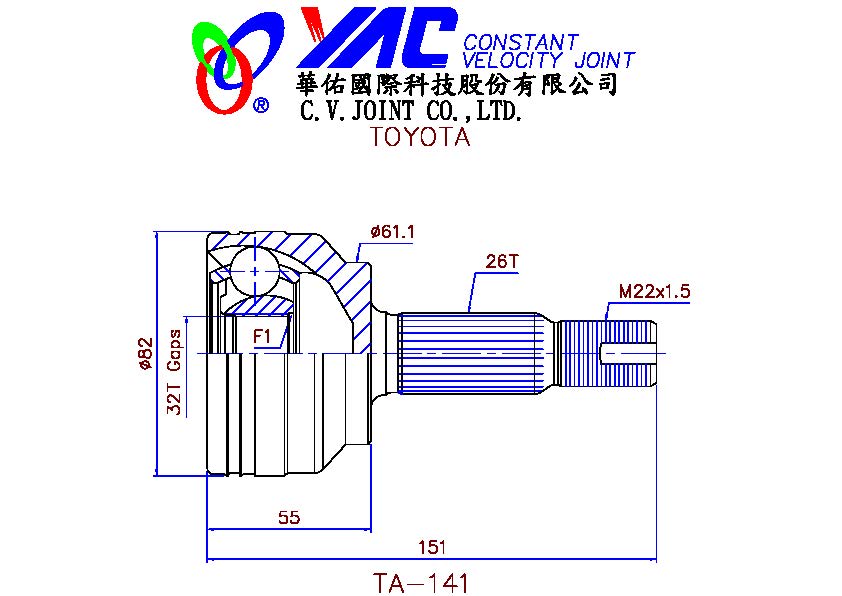 YAC CONSTANT
VELOCITY JOINT
®
華佑國際科技股份有限公司
C.V.JOINT CO.,LTD.
TOYOTA
ø61.1
26T
M22x1.5
F1
ø82
32T Gaps
55
151
TA-141